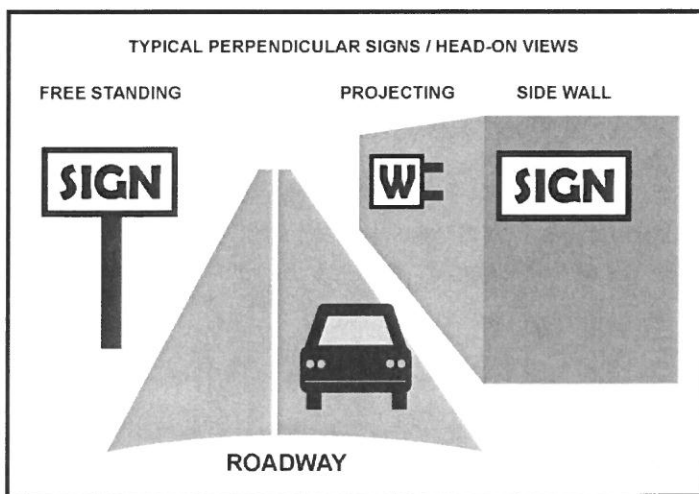 TYPICAL PERPENDICULAR SIGNS / HEAD-ON VIEWS
FREE STANDING
PROJECTING
SIDE WALL
SIGN
W
SIGN
ROADWAY